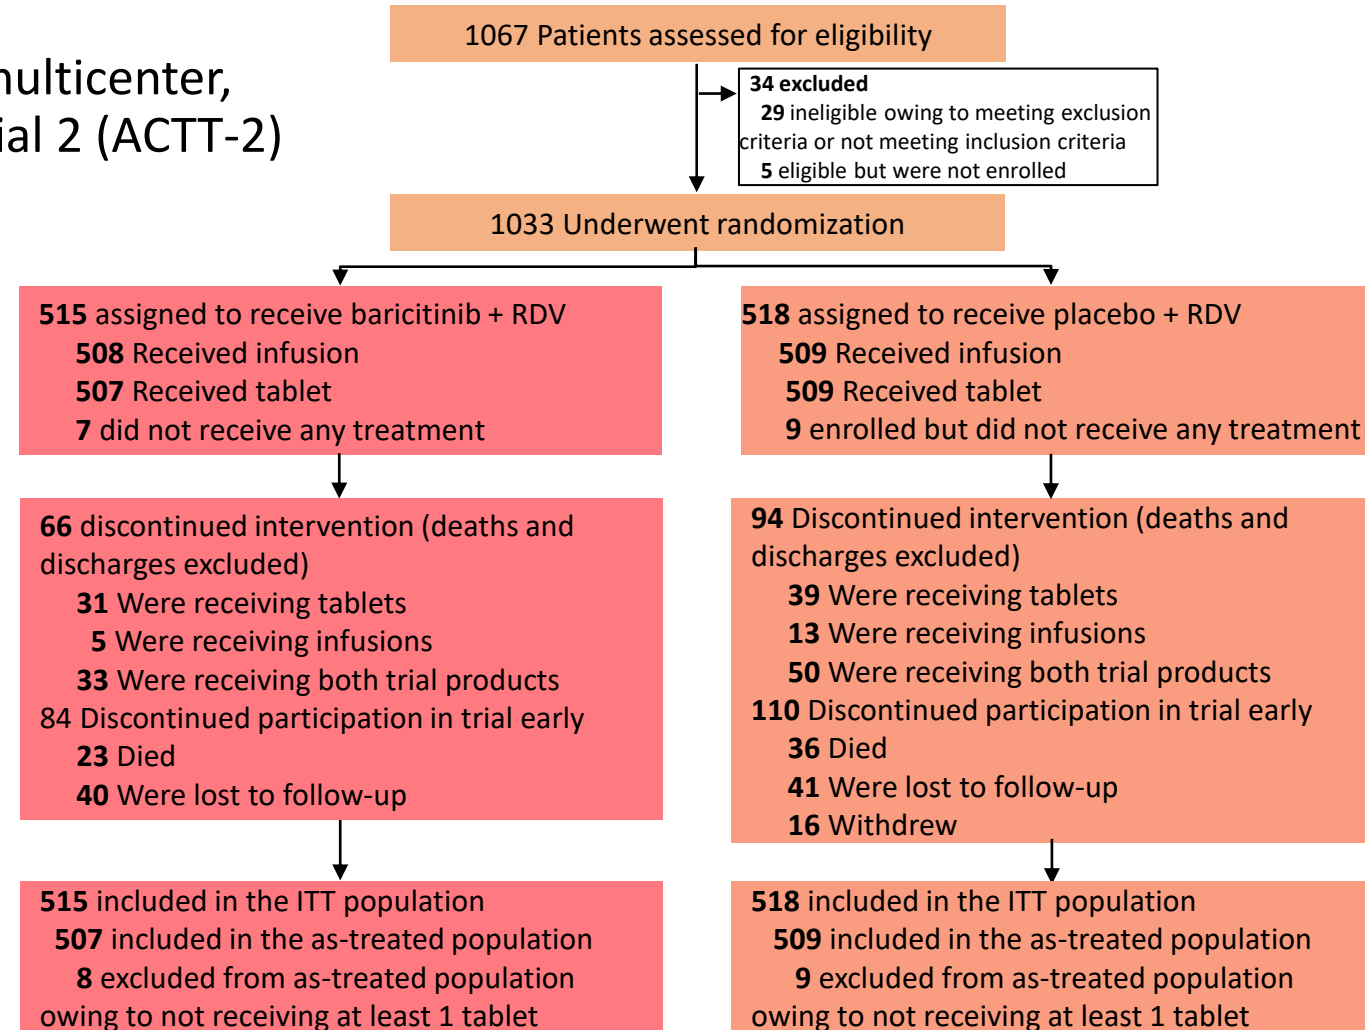 1067 Patients assessed for eligibility
multicenter,
ial 2 (ACTT-2)
34 excluded
29 ineligible owing to meeting exclusion
criteria or not meeting inclusion criteria
5 eligible but were not enrolled
1033 Underwent randomization
515 assigned to receive baricitinib + RDV
508 Received infusion
507 Received tablet
7 did not receive any treatment
518 assigned to receive placebo + RDV
509 Received infusion
509 Received tablet
9 enrolled but did not receive any treatment
66 discontinued intervention (deaths and
discharges excluded)
31 Were receiving tablets
5 Were receiving infusions
33 Were receiving both trial products
84 Discontinued participation in trial early
23 Died
40 Were lost to follow-up
94 Discontinued intervention (deaths and
discharges excluded)
39 Were receiving tablets
13 Were receiving infusions
50 Were receiving both trial products
110 Discontinued participation in trial early
36 Died
41 Were lost to follow-up
16 Withdrew
515 included in the ITT population
507 included in the as-treated population
8 excluded from as-treated population
owing to not receiving at least 1 tablet
518 included in the ITT population
509 included in the as-treated population
9 excluded from as-treated population
owing to not receiving at least 1 tablet